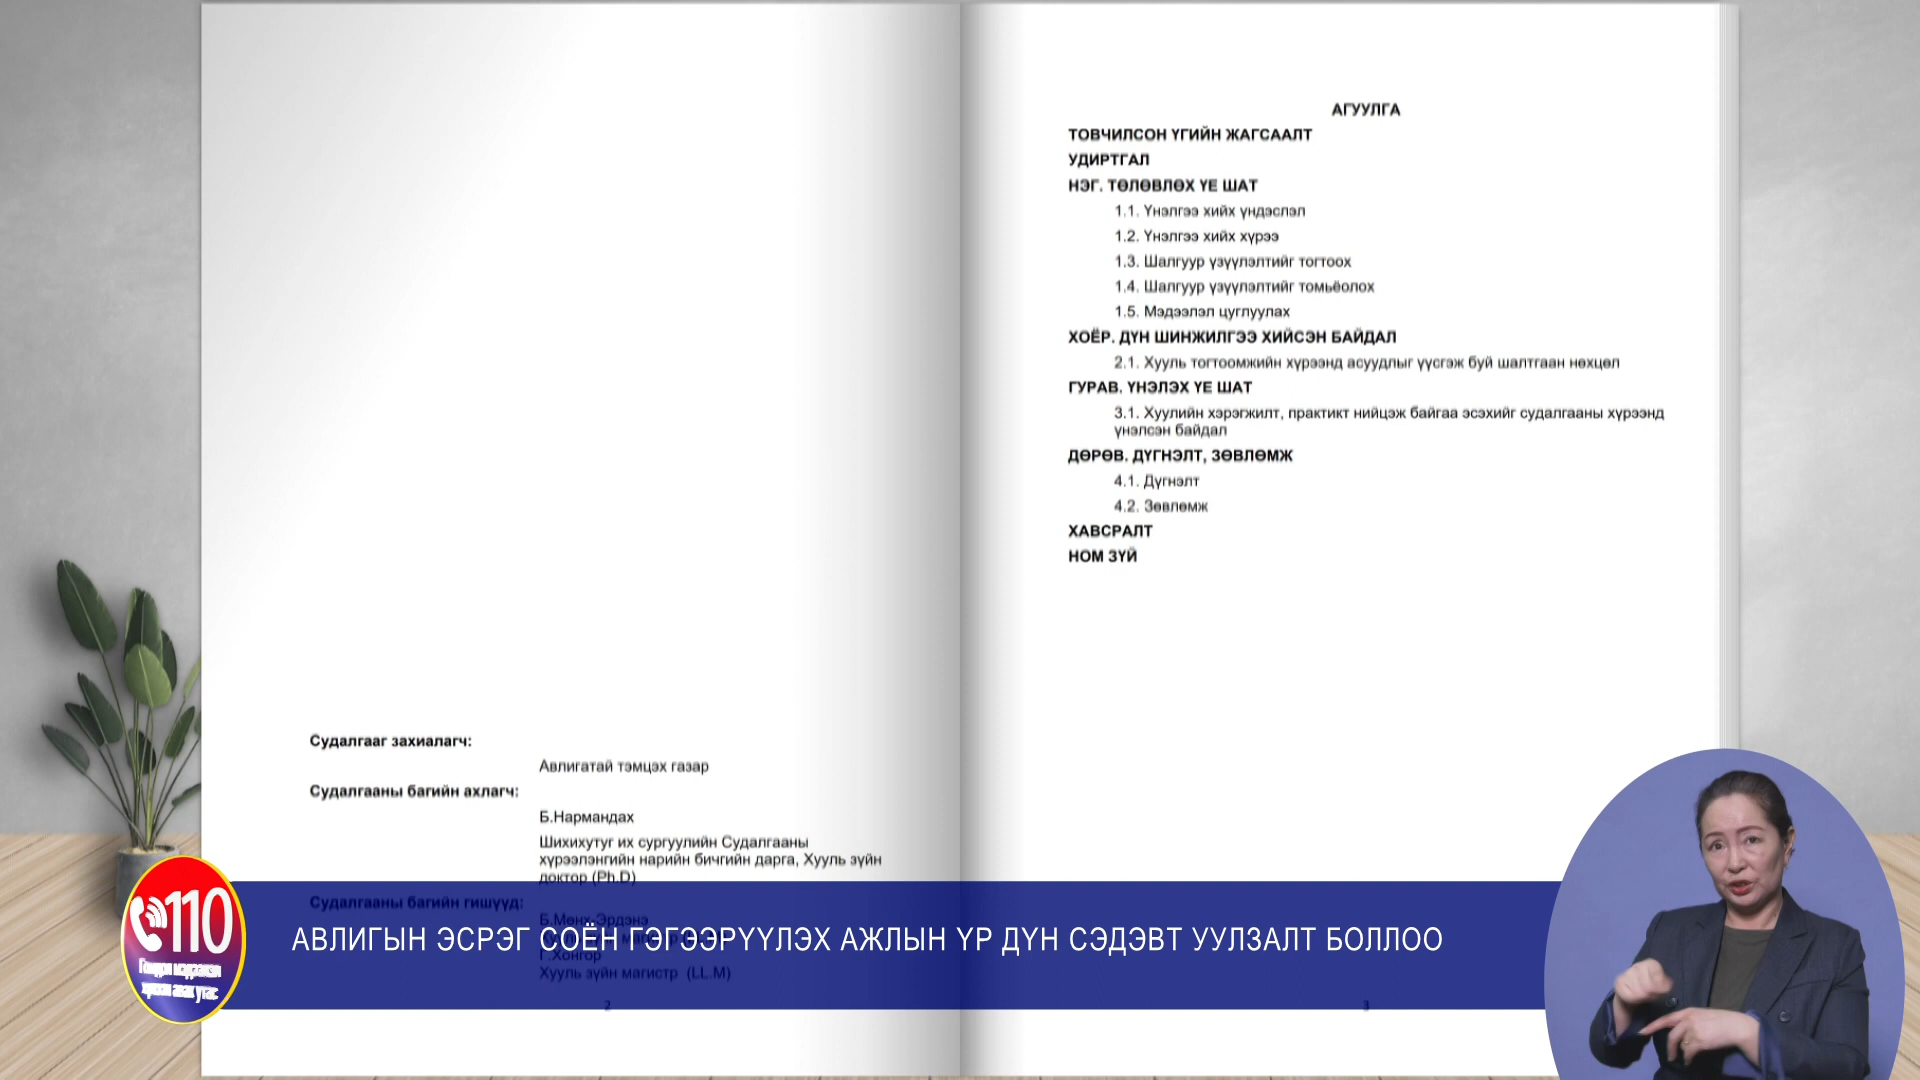 Судалгааг захиалагч:
Авлигатай тэмцэх газар
Судалгааны багийн ахлагч:
Б.Нармандах
Шихихутуг их сургуулийн Судалгааны
хүрээлэнгийн нарийн бичгийн дарга, Хууль зүйн
доктор (Ph.D)
Судалгааны багийн гишүүд:
Б.Мөнх-Эрдэнэ
Г.Хонгор
Хууль зүйн магистр (LL.M)
2
АГУУЛГА
ТОВЧИЛСОН ҮГИЙН ЖАГСААЛТ
УДИРТГАЛ
НЭГ. ТӨЛӨВЛӨХ ҮЕ ШАТ
1.1. Үнэлгээ хийх үндэслэл
1.2. Үнэлгээ хийх хүрээ
1.3. Шалгуур үзүүлэлтийг тогтоох
1.4. Шалгуур үзүүлэлтийг томьёолох
1.5. Мэдээлэл цуглуулах
ХОЁР. ДҮН ШИНЖИЛГЭЭ ХИЙСЭН БАЙДАЛ
2.1. Хууль тогтоомжийн хүрээнд асуудлыг үүсгэж буй шалтгаан нөхцөл
ГУРАВ. ҮНЭЛЭХ ҮЕ ШАТ
3.1. Хуулийн хэрэгжилт, практикт нийцэж байгаа эсэхийг судалгааны хүрээнд
үнэлсэн байдал
ДӨРӨВ. ДҮГНЭЛТ, ЗӨВЛӨМЖ
4.1. Дүгнэлт
4.2. Зөвлөмж
ХАВСРАЛТ
НОМ ЗҮЙ
3
110
АВЛИГЫН ЭСРЭГ СОЁН ГЭГЭЭРҮҮЛЭХ АЖЛЫН ҮР ДҮН СЭДЭВТ УУЛЗАЛТ БОЛЛОО